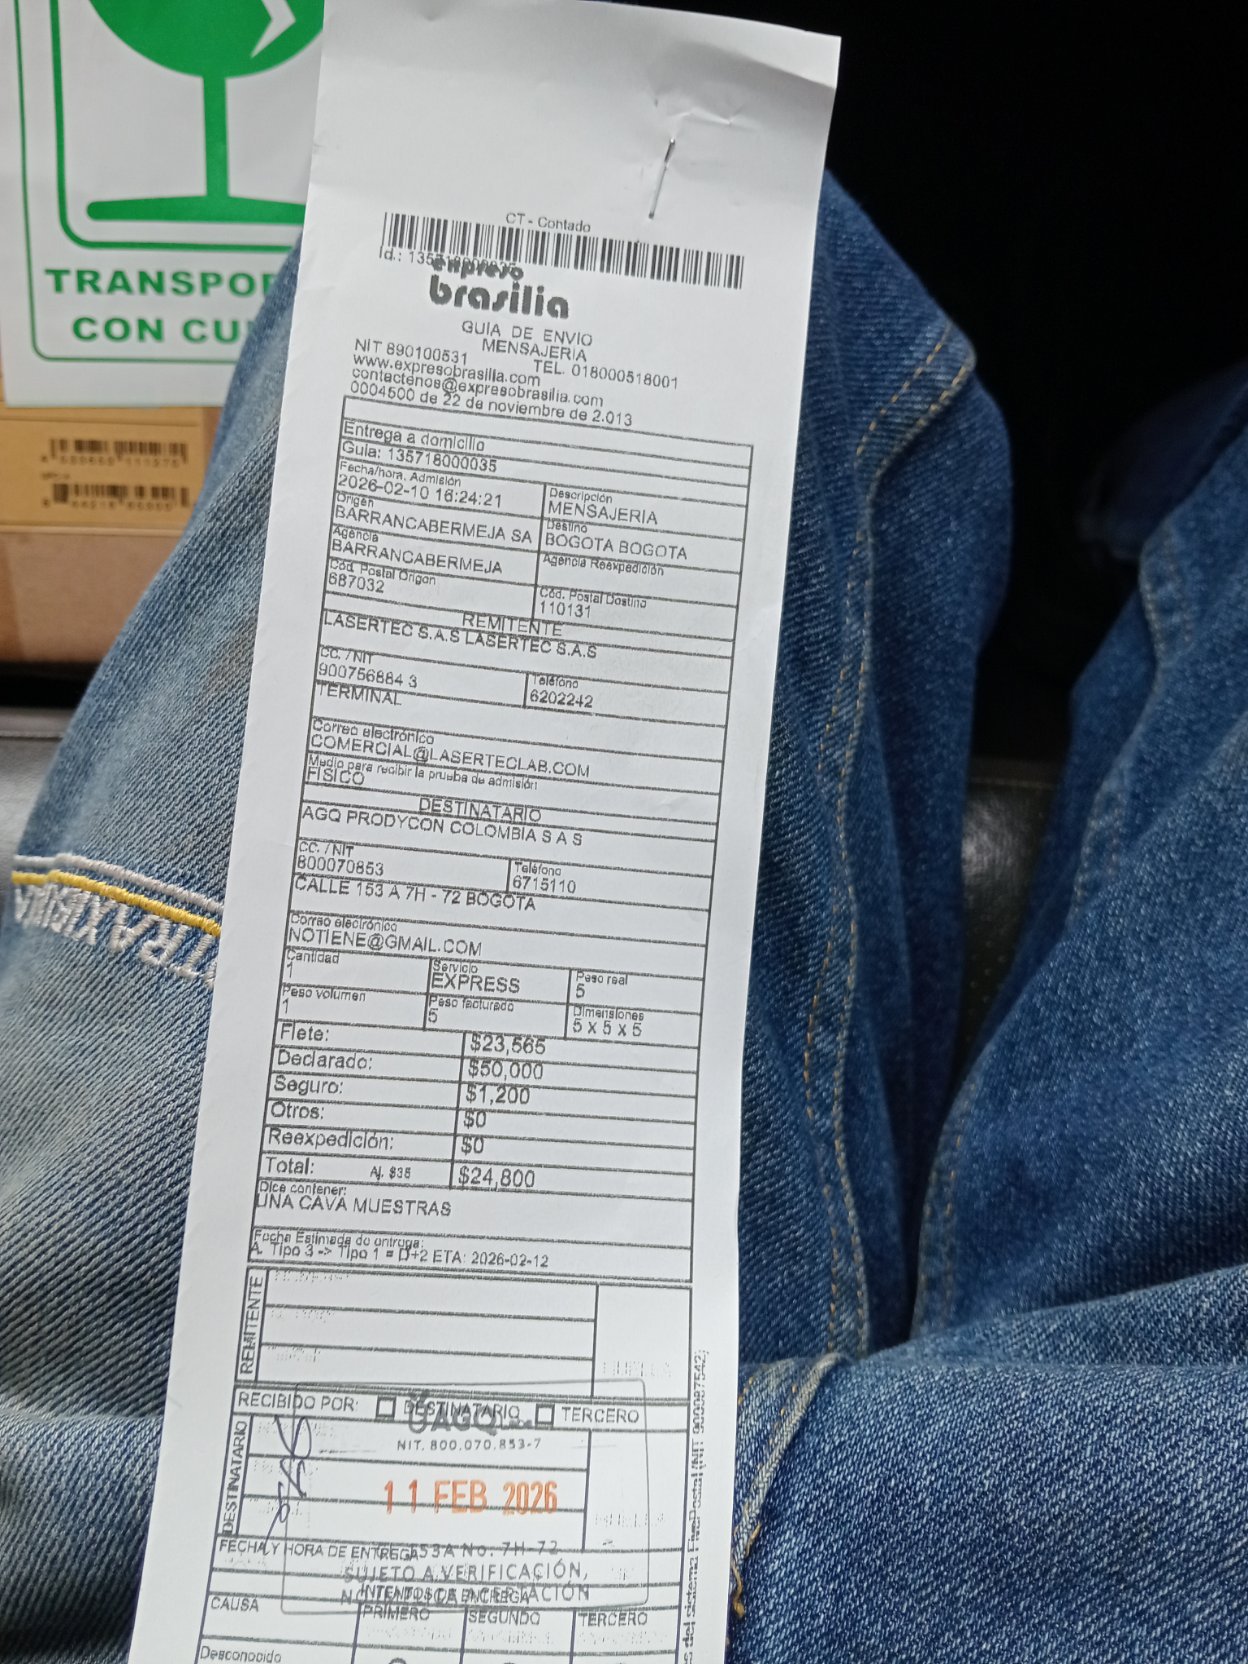 TRANSPOR
CON CU
CT - Contado
expreso
brasilia
GUIA DE ENVIO
MENSAJERIA
NIT 890100531
TEL. 018000518001
www.expresobrasilia.com
contactenos@expresobrasilia.com
0004500 de 22 de noviembre de 2.013
Entrega a domicilio
Guia: 135718000035
Fecha/hora. Admisión
2026-02-10 16:24:21
Descripción
MENSAJERIA
Origen
BARRANCABERMEJA SA
Destino
BOGOTA BOGOTA
Agencia
BARRANCABERMEJA
Agencia Reexpedición
Cód. Postal Origen
687032
Cód. Postal Destino
110131
REMITENTE
LASERTEC S.A.S LASERTEC S.A.S
CC. / NIT
900756884 3
Teléfono
6202242
TERMINAL
Correo electrónico
COMERCIAL@LASERTECLAB.COM
Medio para recibir la prueba de admisión
FISICO
DESTINATARIO
AGQ PRODYCON COLOMBIA S A S
CC. / NIT
800070853
Teléfono
6715110
CALLE 153 A 7H - 72 BOGOTA
Correo electrónico
NOTIENE@GMAIL.COM
Cantidad
1
Servicio
EXPRESS
Peso real
5
Peso volumen
1
Peso facturado
5
Dimensiones
5 x 5 x 5
Flete: $23,565
Declarado: $50,000
Seguro: $1,200
Otros: $0
Reexpedición: $0
Total: Aj. $35 $24,800
Dice contener:
UNA CAVA MUESTRAS
Fecha Estimada de entrega:
A. Tipo 3 -> Tipo 1 = D+2 ETA: 2026-02-12
REMITENTE
RECIBIDO POR: DESTINATARIO TERCERO
AGQ
NIT. 800.070.853-7
DESTINATARIO
11 FEB 2026
FECHA Y HORA DE ENTREGA
153A No. 7H-72
SUJETO A VERIFICACIÓN,
INTENTOS DE ENTREGA
CAUSA
PRIMERO
SEGUNDO
TERCERO
Desconocido